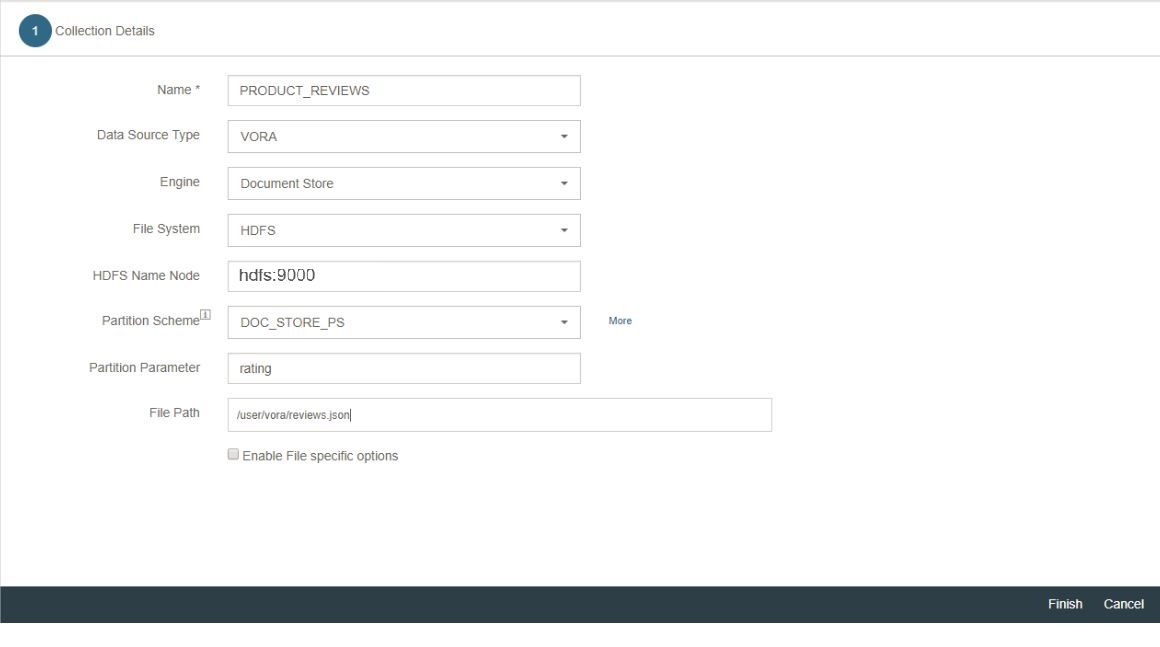 1 Collection Details
Name * PRODUCT_REVIEWS
Data Source Type VORA
Engine Document Store
File System HDFS
HDFS Name Node hdfs:9000
Partition Scheme i DOC_STORE_PS More
Partition Parameter rating
File Path /user/vora/reviews.json
Enable File specific options
Finish Cancel